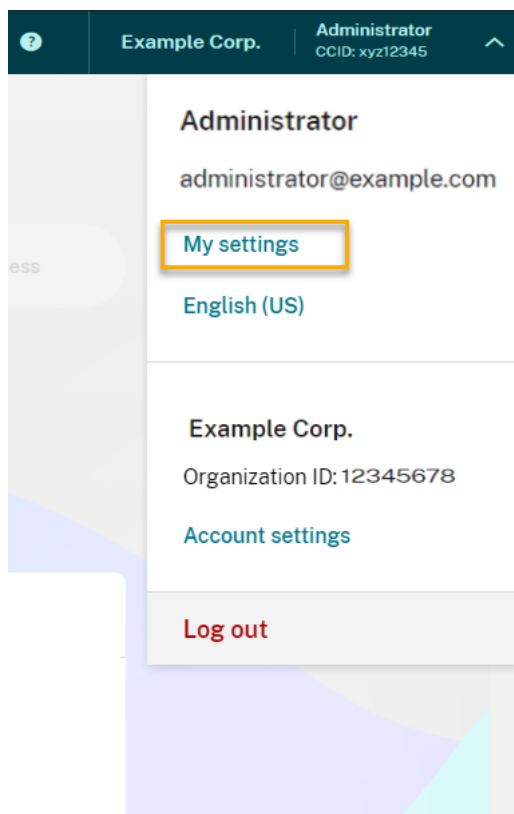 ?
Example Corp.
Administrator
CCID: xyz12345
Administrator
administrator@example.com
My settings
ess
English (US)
Example Corp.
Organization ID: 12345678
Account settings
Log out